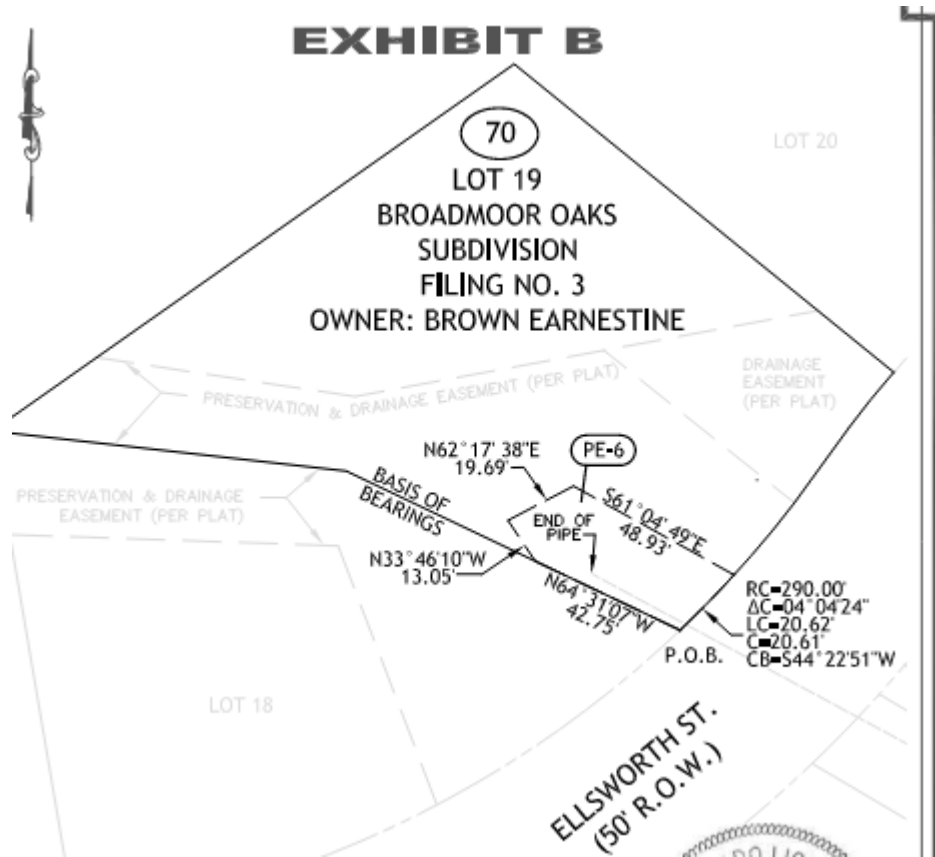 EXHIBIT B
70
LOT 20
LOT 19
BROADMOOR OAKS
SUBDIVISION
FILING NO. 3
OWNER: BROWN EARNESTINE
DRAINAGE
EASEMENT
(PER PLAT)
PRESERVATION & DRAINAGE EASEMENT (PER PLAT)
N62°17'38"E
19.69'
PE-6
BASIS OF
BEARINGS
PRESERVATION & DRAINAGE
EASEMENT (PER PLAT)
S61°04'49"E
48.93'
END OF
PIPE
N33°46'10"W
13.05'
N64°31'07"W
42.75'
RC=290.00'
ΔC=04°04'24"
LC=20.62'
C=20.61'
CB=S44°22'51"W
P.O.B.
LOT 18
ELLSWORTH ST.
(50' R.O.W.)